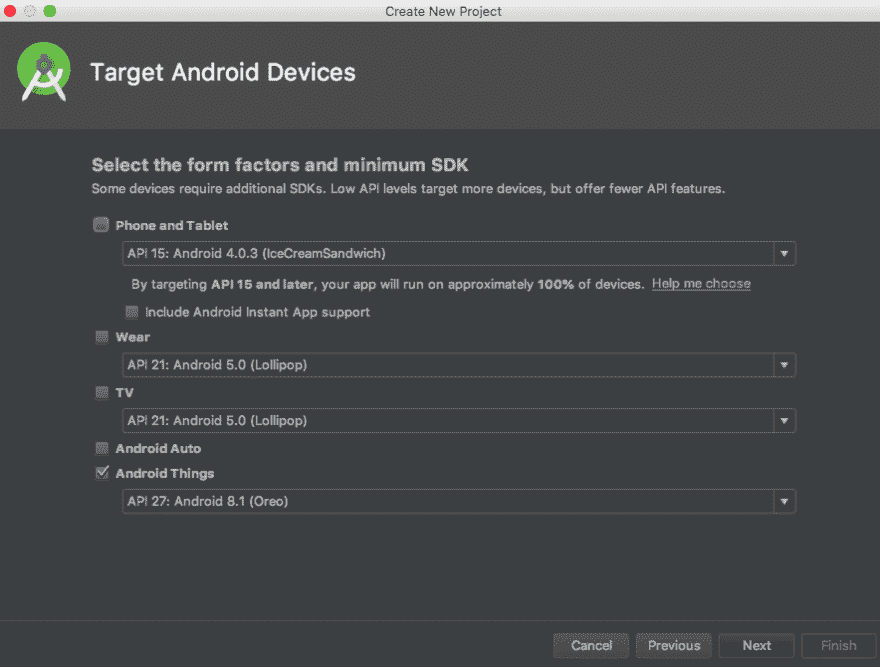 Create New Project
Target Android Devices
Select the form factors and minimum SDK
Some devices require additional SDKs. Low API levels target more devices, but offer fewer API features.
Phone and Tablet
API 15: Android 4.0.3 (IceCreamSandwich)
By targeting API 15 and later, your app will run on approximately 100% of devices. Help me choose
Include Android Instant App support
Wear
API 21: Android 5.0 (Lollipop)
TV
API 21: Android 5.0 (Lollipop)
Android Auto
Android Things
API 27: Android 8.1 (Oreo)
Cancel Previous Next Finish